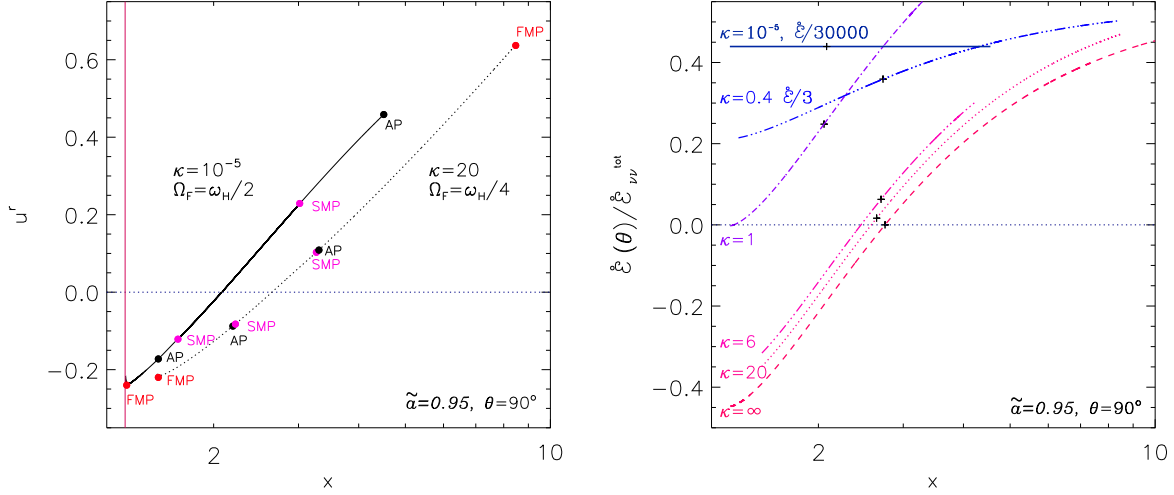 0.6
0.4
0.2
0.0
−0.2
u^r
2
10
x
FMP
AP
κ=10^-5
Ω_F=ω_H/2
κ=20
Ω_F=ω_H/4
SMP
AP
SMP
SMP
AP
AP
SMP
FMP
FMP
ã=0.95, θ=90°
0.4
0.2
0.0
−0.2
−0.4
ℰ̊(θ)/ℰ̊_νν^tot
2
10
x
κ=10^-5, ℰ̊/30000
κ=0.4 ℰ̊/3
κ=1
κ=6
κ=20
κ=∞
ã=0.95, θ=90°